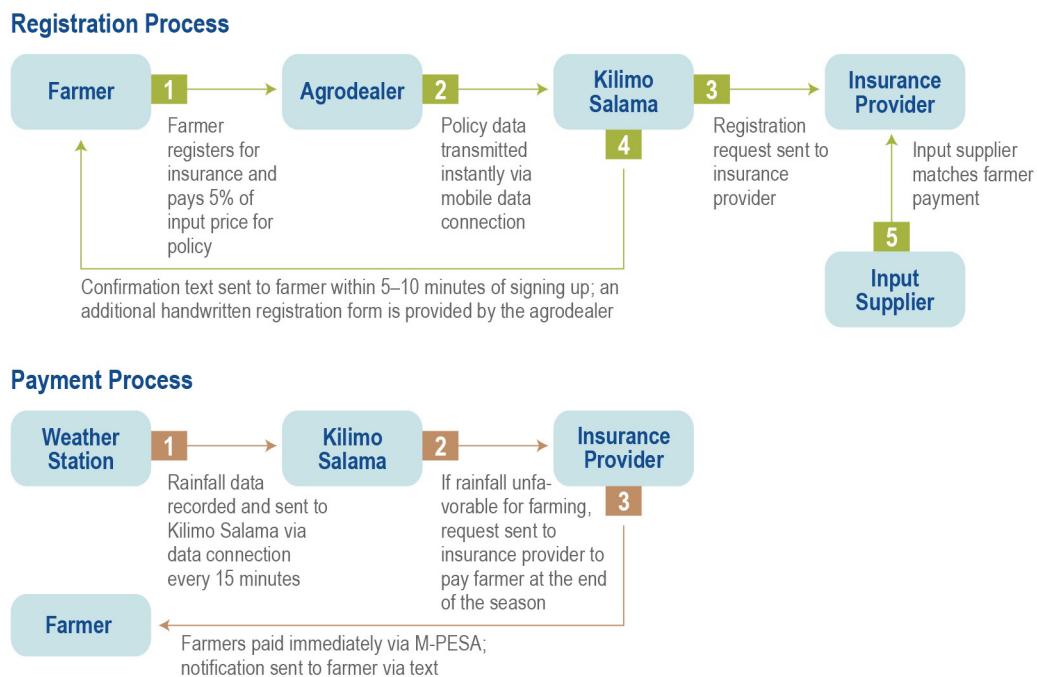 Registration Process
Farmer
1
Agrodealer
2
Kilimo
Salama
3
Insurance
Provider
4
Farmer
registers for
insurance and
pays 5% of
input price for
policy
Policy data
transmitted
instantly via
mobile data
connection
Registration
request sent to
insurance
provider
Input supplier
matches farmer
payment
5
Input
Supplier
Confirmation text sent to farmer within 5–10 minutes of signing up; an
additional handwritten registration form is provided by the agrodealer
Payment Process
Weather
Station
1
Kilimo
Salama
2
Insurance
Provider
3
Rainfall data
recorded and sent to
Kilimo Salama via
data connection
every 15 minutes
If rainfall unfa-
vorable for farming,
request sent to
insurance provider to
pay farmer at the end
of the season
Farmer
Farmers paid immediately via M-PESA;
notification sent to farmer via text